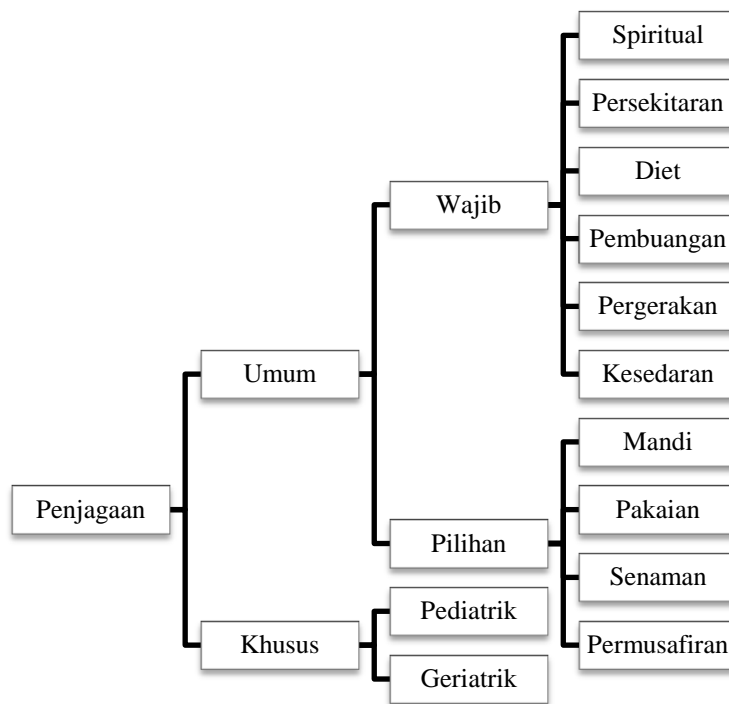 Penjagaan
Umum
Wajib
Spiritual
Persekitaran
Diet
Pembuangan
Pergerakan
Kesedaran
Pilihan
Mandi
Pakaian
Senaman
Permusafiran
Khusus
Pediatrik
Geriatrik